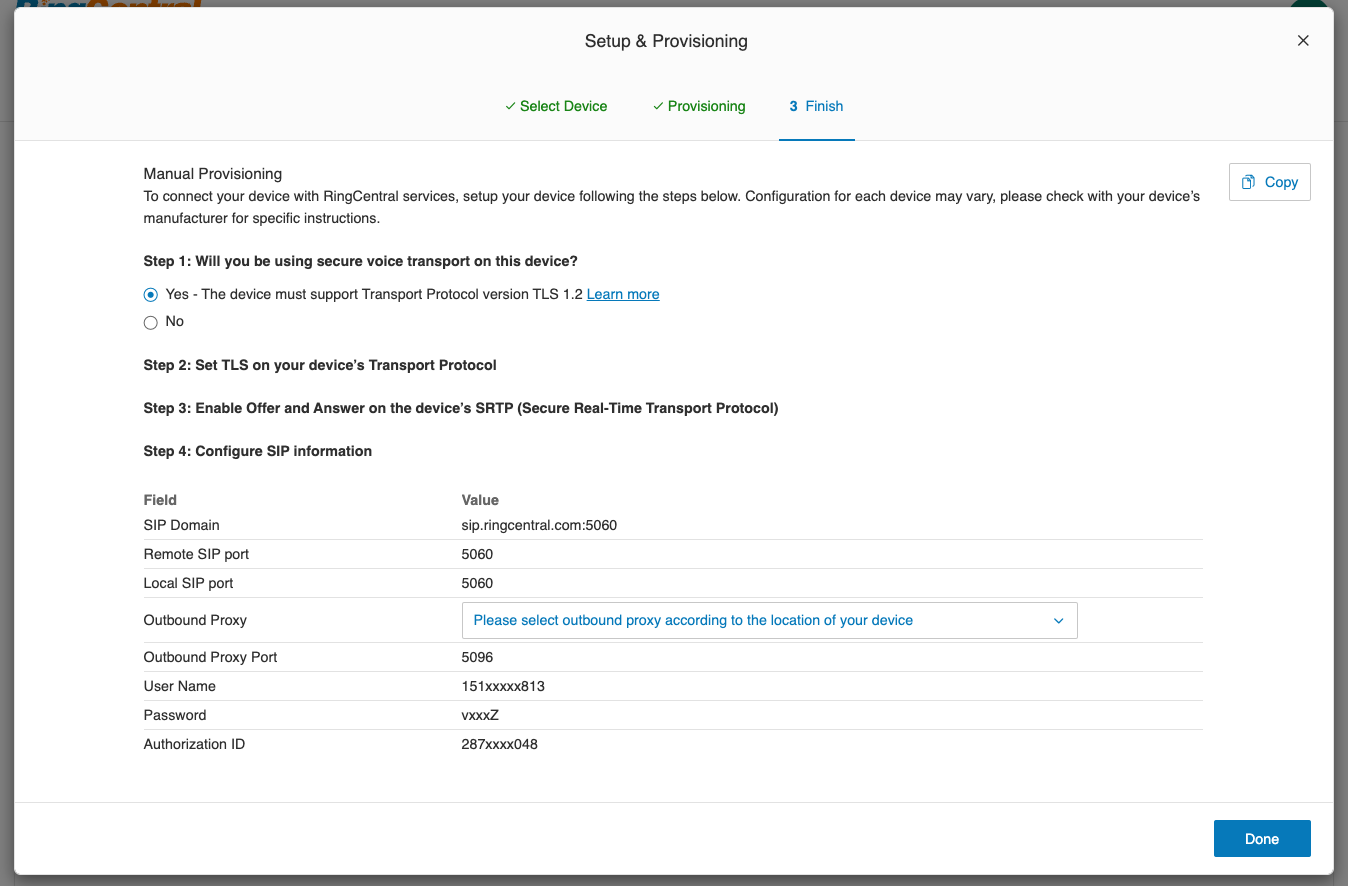 RingCentral
Setup & Provisioning
Select Device
Provisioning
3 Finish
Manual Provisioning
Copy
To connect your device with RingCentral services, setup your device following the steps below. Configuration for each device may vary, please check with your device’s
manufacturer for specific instructions.
Step 1: Will you be using secure voice transport on this device?
Yes - The device must support Transport Protocol version TLS 1.2 Learn more
No
Step 2: Set TLS on your device’s Transport Protocol
Step 3: Enable Offer and Answer on the device’s SRTP (Secure Real-Time Transport Protocol)
Step 4: Configure SIP information
Field Value
SIP Domain sip.ringcentral.com:5060
Remote SIP port 5060
Local SIP port 5060
Outbound Proxy Please select outbound proxy according to the location of your device
Outbound Proxy Port 5096
User Name 151xxxxx813
Password vxxxZ
Authorization ID 287xxxx048
Done